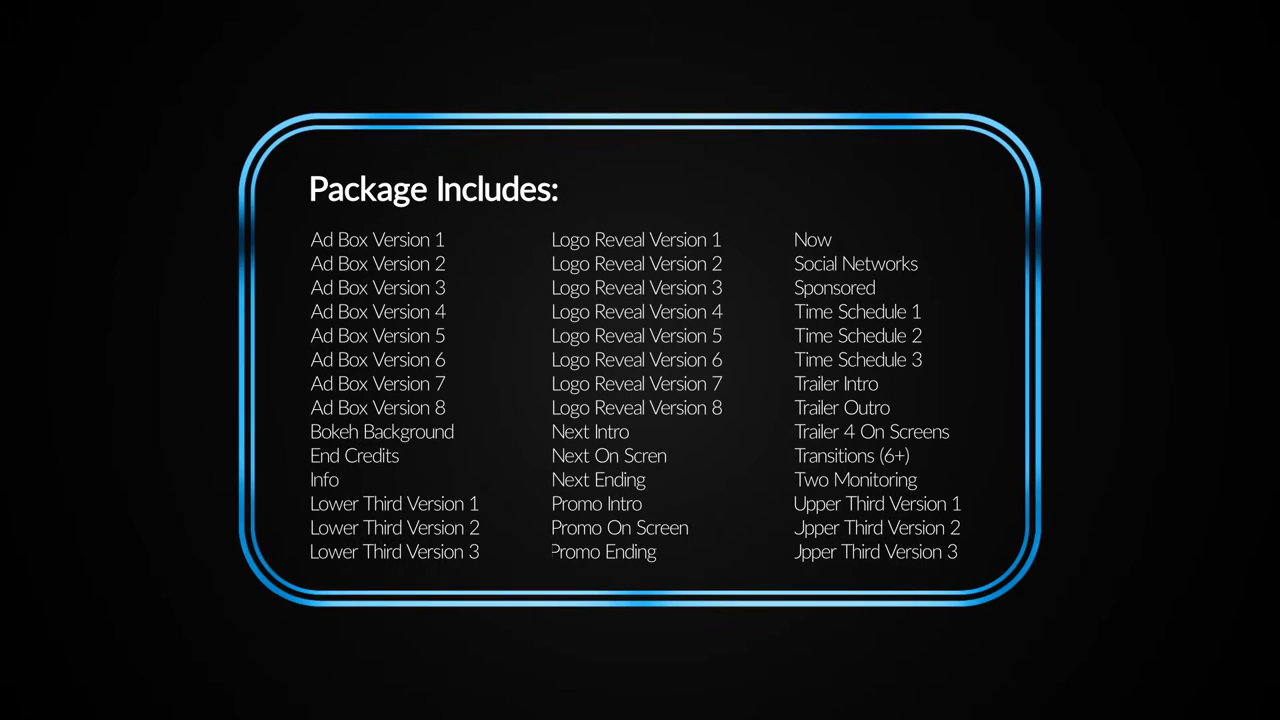 Package Includes:
Ad Box Version 1
Ad Box Version 2
Ad Box Version 3
Ad Box Version 4
Ad Box Version 5
Ad Box Version 6
Ad Box Version 7
Ad Box Version 8
Bokeh Background
End Credits
Info
Lower Third Version 1
Lower Third Version 2
Lower Third Version 3
Logo Reveal Version 1
Logo Reveal Version 2
Logo Reveal Version 3
Logo Reveal Version 4
Logo Reveal Version 5
Logo Reveal Version 6
Logo Reveal Version 7
Logo Reveal Version 8
Next Intro
Next On Scren
Next Ending
Promo Intro
Promo On Screen
Promo Ending
Now
Social Networks
Sponsored
Time Schedule 1
Time Schedule 2
Time Schedule 3
Trailer Intro
Trailer Outro
Trailer 4 On Screens
Transitions (6+)
Two Monitoring
Upper Third Version 1
Upper Third Version 2
Upper Third Version 3